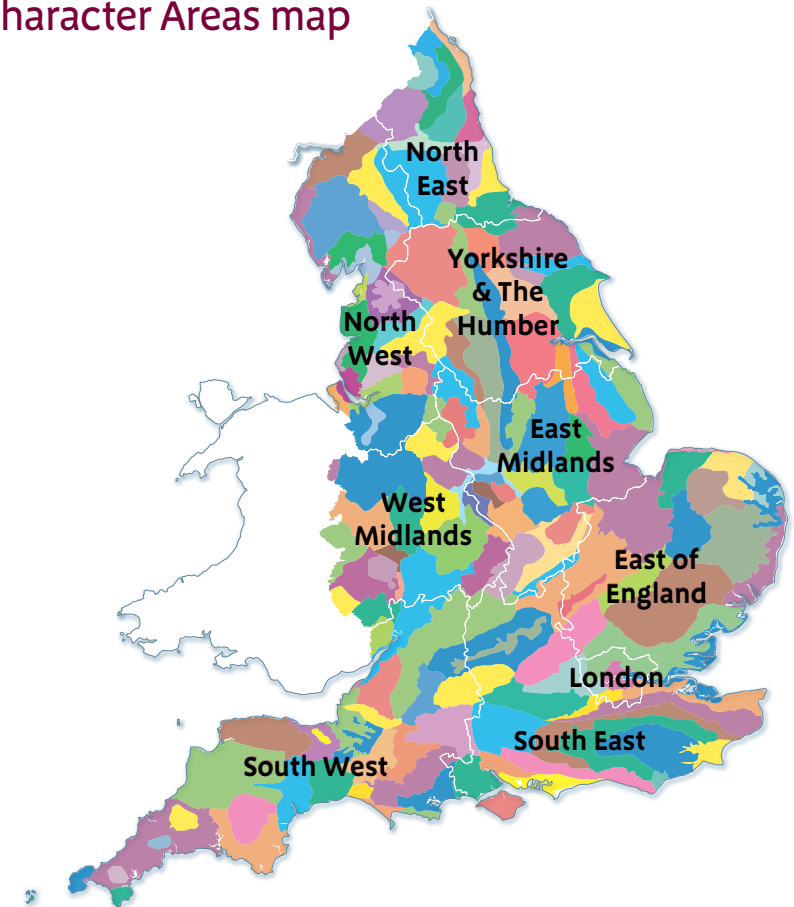 haracter Areas map
North
East
Yorkshire
& The
Humber
North
West
East
Midlands
West
Midlands
East of
England
London
South East
South West